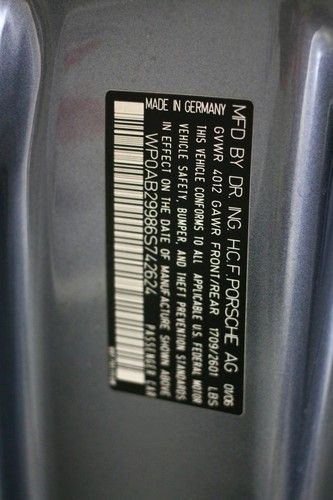 MFD BY DR. ING. H.C.F. PORSCHE AG 01/06
GVWR 4012 GAWR FRONT/REAR 1709/2601 LBS
THIS VEHICLE CONFORMS TO ALL APPLICABLE U.S. FEDERAL MOTOR
VEHICLE SAFETY, BUMPER, AND THEFT PREVENTION STANDARDS
IN EFFECT ON THE DATE OF MANUFACTURE SHOWN ABOVE
WP0AB29986S742624 PASSENGER CAR
MADE IN GERMANY